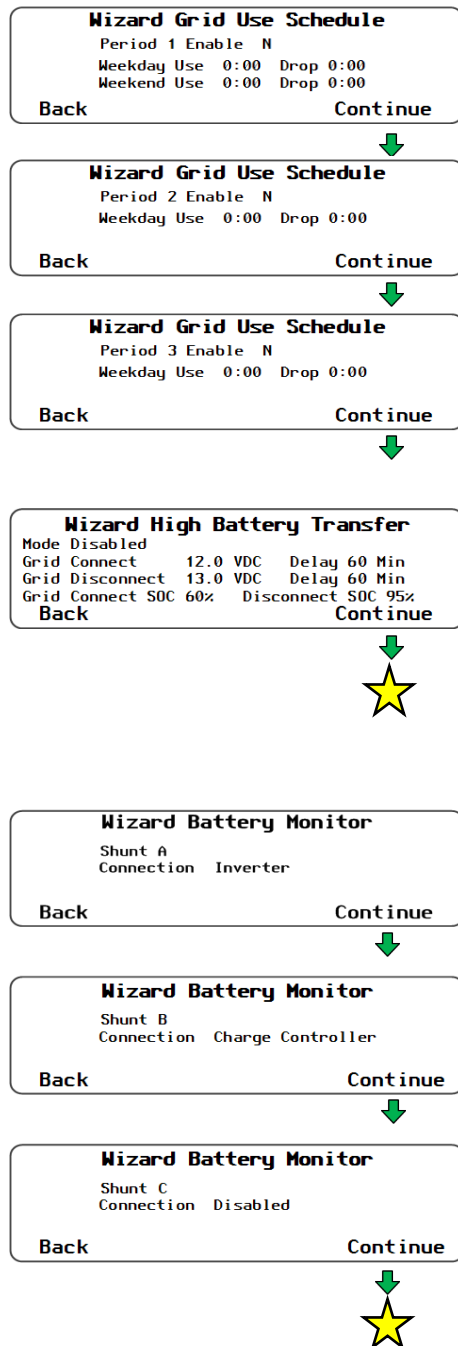 Wizard Grid Use Schedule
Period 1 Enable N
Weekday Use 0:00 Drop 0:00
Weekend Use 0:00 Drop 0:00
Back Continue
Wizard Grid Use Schedule
Period 2 Enable N
Weekday Use 0:00 Drop 0:00
Back Continue
Wizard Grid Use Schedule
Period 3 Enable N
Weekday Use 0:00 Drop 0:00
Back Continue
Wizard High Battery Transfer
Mode Disabled
Grid Connect 12.0 VDC Delay 60 Min
Grid Disconnect 13.0 VDC Delay 60 Min
Grid Connect SOC 60% Disconnect SOC 95%
Back Continue
Wizard Battery Monitor
Shunt A
Connection Inverter
Back Continue
Wizard Battery Monitor
Shunt B
Connection Charge Controller
Back Continue
Wizard Battery Monitor
Shunt C
Connection Disabled
Back Continue